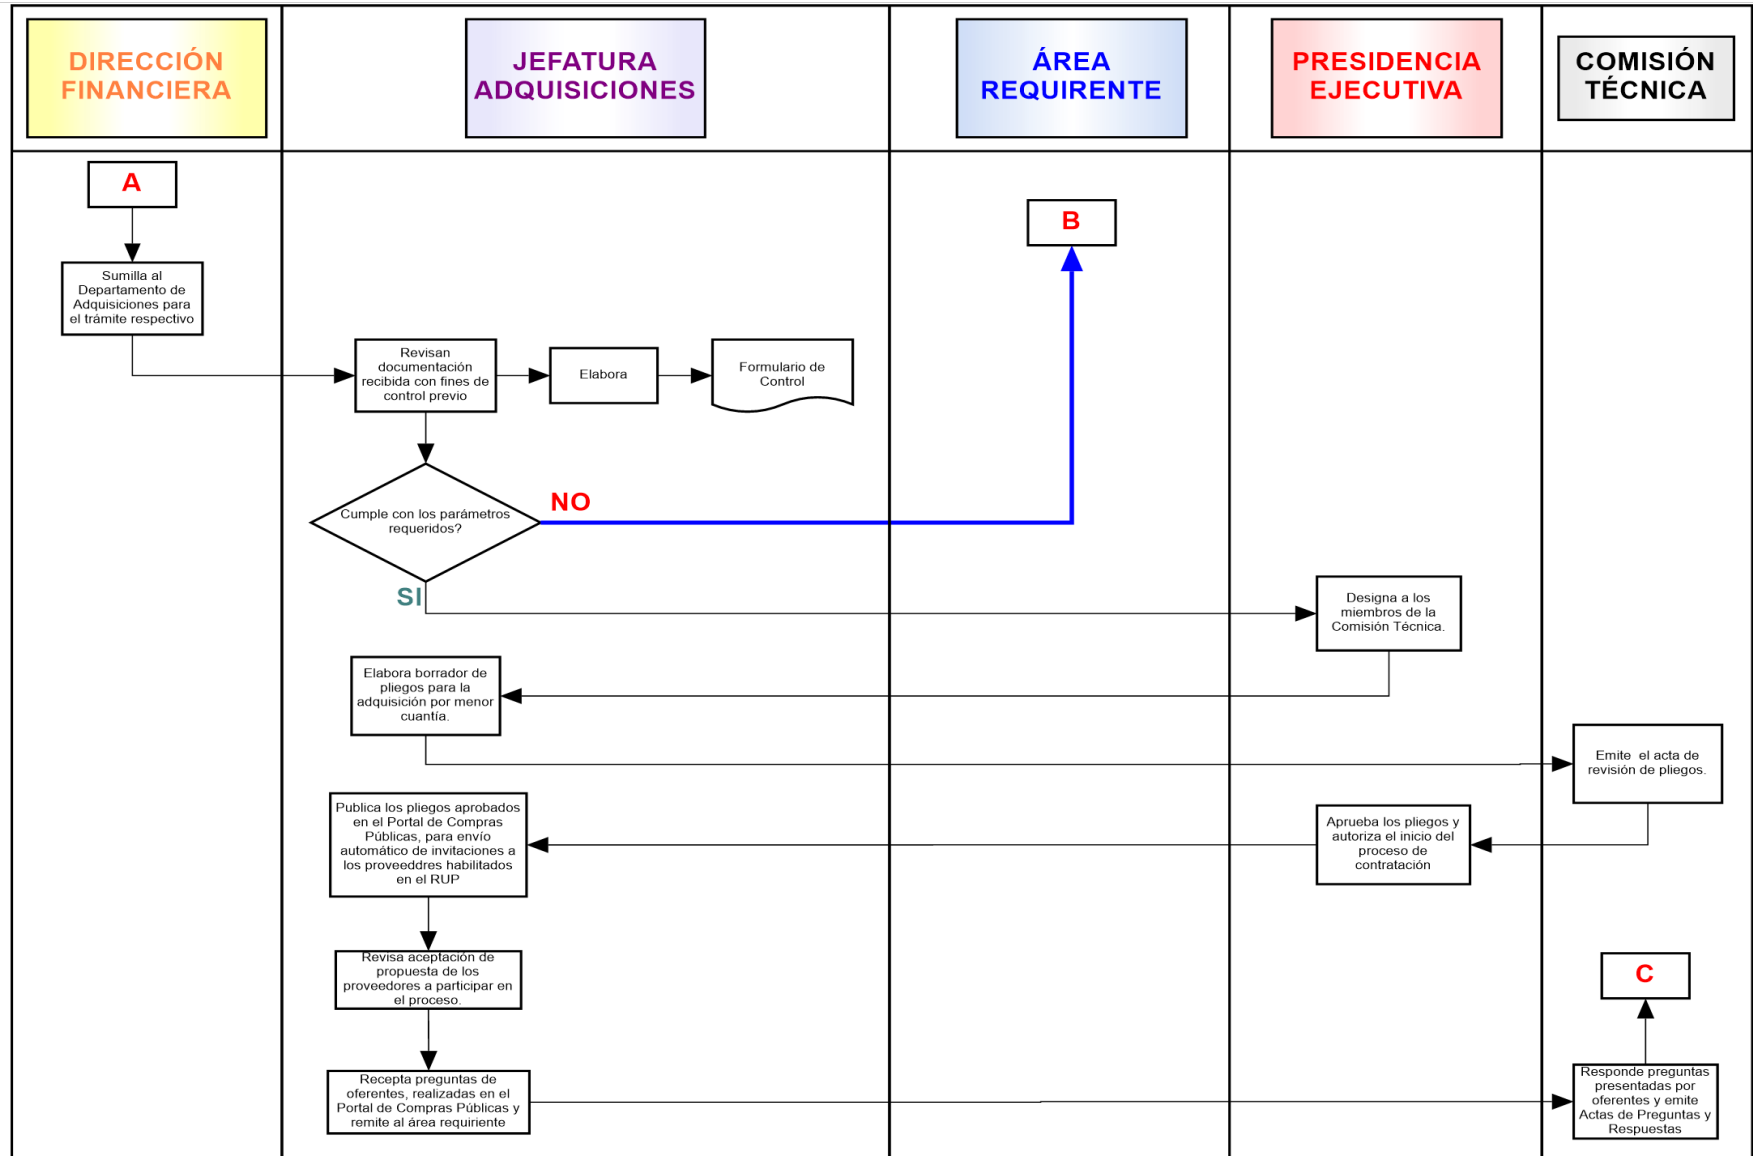 DIRECCIÓN
FINANCIERA
JEFATURA
ADQUISICIONES
ÁREA
REQUIRENTE
PRESIDENCIA
EJECUTIVA
COMISIÓN
TÉCNICA
A
B
Sumilla al
Departamento de
Adquisiciones para
el trámite respectivo
Revisan
documentación
recibida con fines de
control previo
Elabora
Formulario de
Control
Cumple con los parámetros
requeridos?
NO
SI
Designa a los
miembros de la
Comisión Técnica.
Elabora borrador de
pliegos para la
adquisición por menor
cuantía.
Emite el acta de
revisión de pliegos.
Aprueba los pliegos y
autoriza el inicio del
proceso de
contratación
Publica los pliegos aprobados
en el Portal de Compras
Públicas, para envío
automático de invitaciones a
los proveeddres habilitados
en el RUP
Revisa aceptación de
propuesta de los
proveedores a participar en
el proceso.
Recepta preguntas de
oferentes, realizadas en el
Portal de Compras Públicas y
remite al área requiriente
C
Responde preguntas
presentadas por
oferentes y emite
Actas de Preguntas y
Respuestas